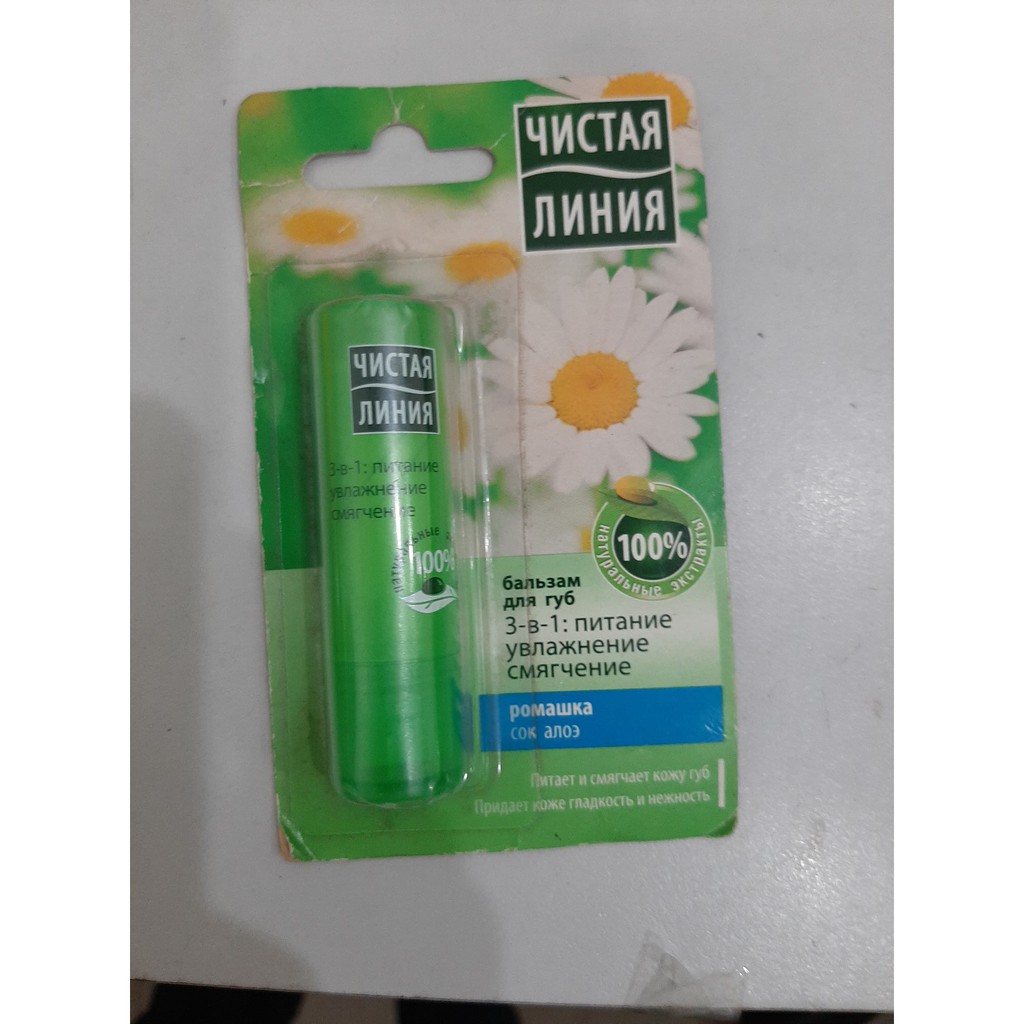 ЧИСТАЯ
ЛИНИЯ
ЧИСТАЯ
ЛИНИЯ
3-в-1: питание
увлажнение
смягчение
натуральные
100%
100%
натуральные экстракты
бальзам
для губ
3-в-1: питание
увлажнение
смягчение
ромашка
сок алоэ
Питает и смягчает кожу губ
Придает коже гладкость и нежность